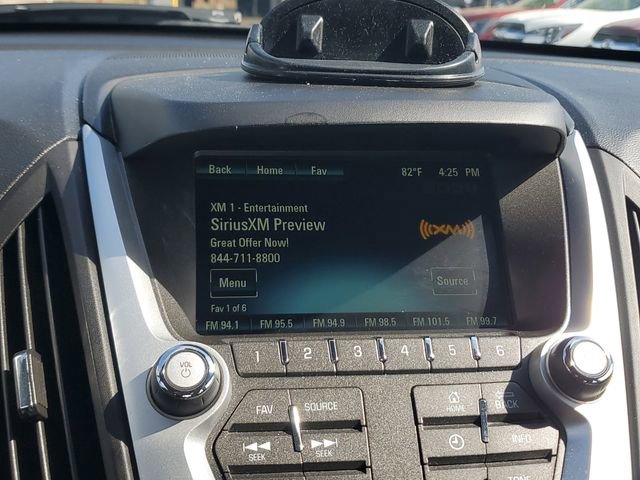 Back Home Fav 82°F 4:25 PM
XM 1 - Entertainment
SiriusXM Preview
((XM))
Great Offer Now!
844-711-8800
Menu Source
Fav 1 of 6
FM 94.1 FM 95.5 FM 94.9 FM 98.5 FM 101.5 FM 99.7
1 2 3 4 5 6
VOL
FAV SOURCE
HOME BACK
SEEK SEEK
INFO
TONE